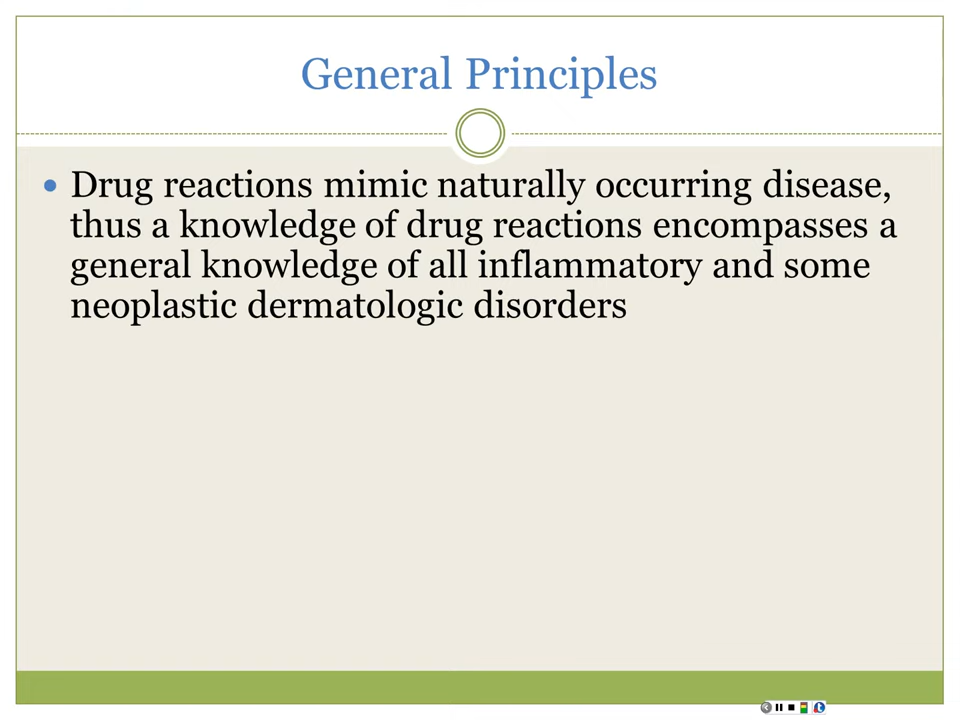 General Principles
Drug reactions mimic naturally occurring disease,
thus a knowledge of drug reactions encompasses a
general knowledge of all inflammatory and some
neoplastic dermatologic disorders